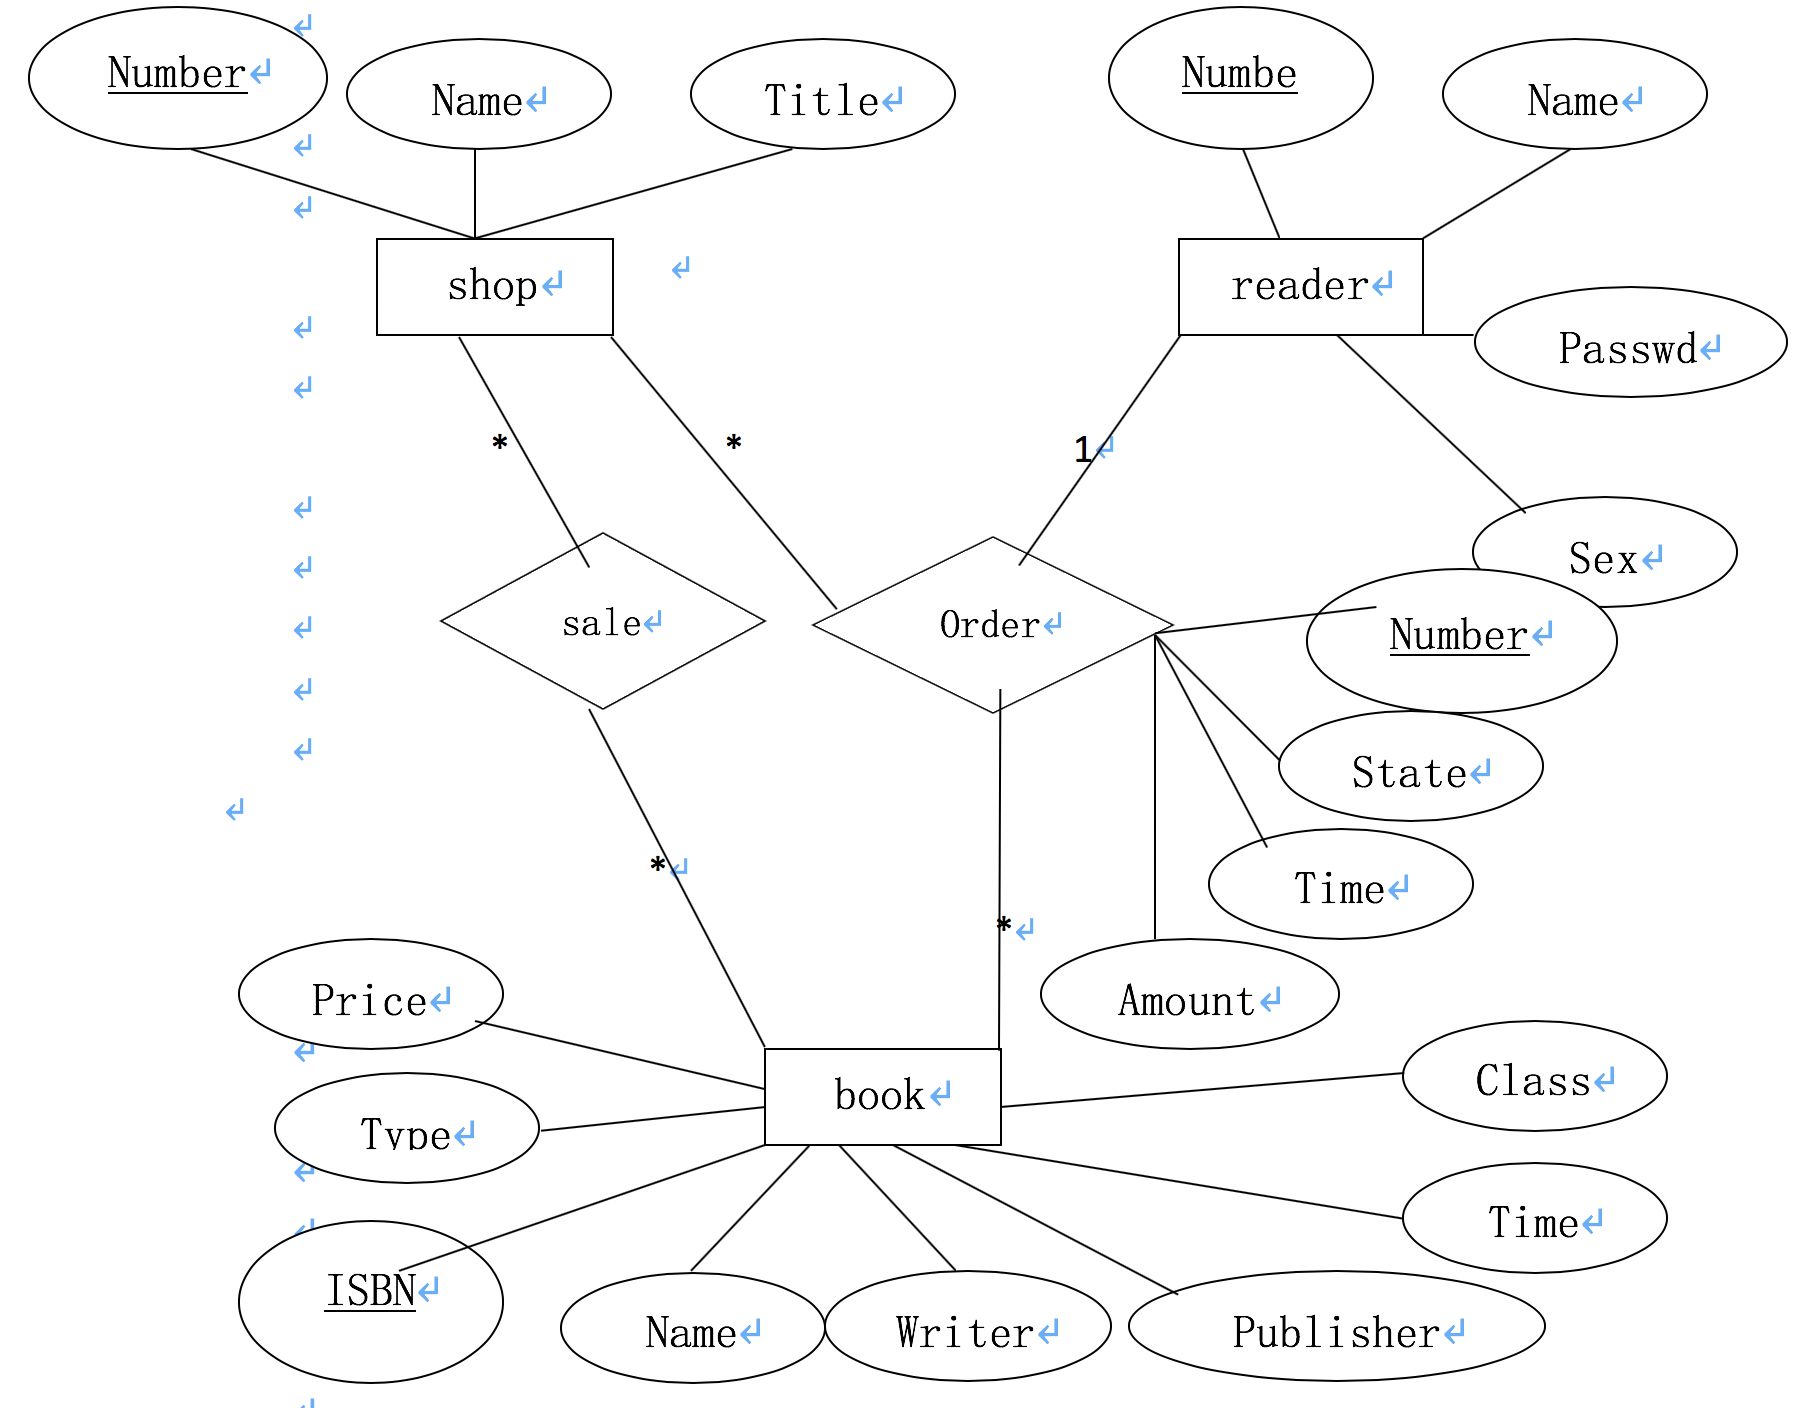 Number
Name
Title
Numbe
Name
shop
reader
Passwd
*
*
1
Sex
sale
Order
Number
State
*
Time
*
Price
Amount
book
Class
Type
Time
ISBN
Name
Writer
Publisher